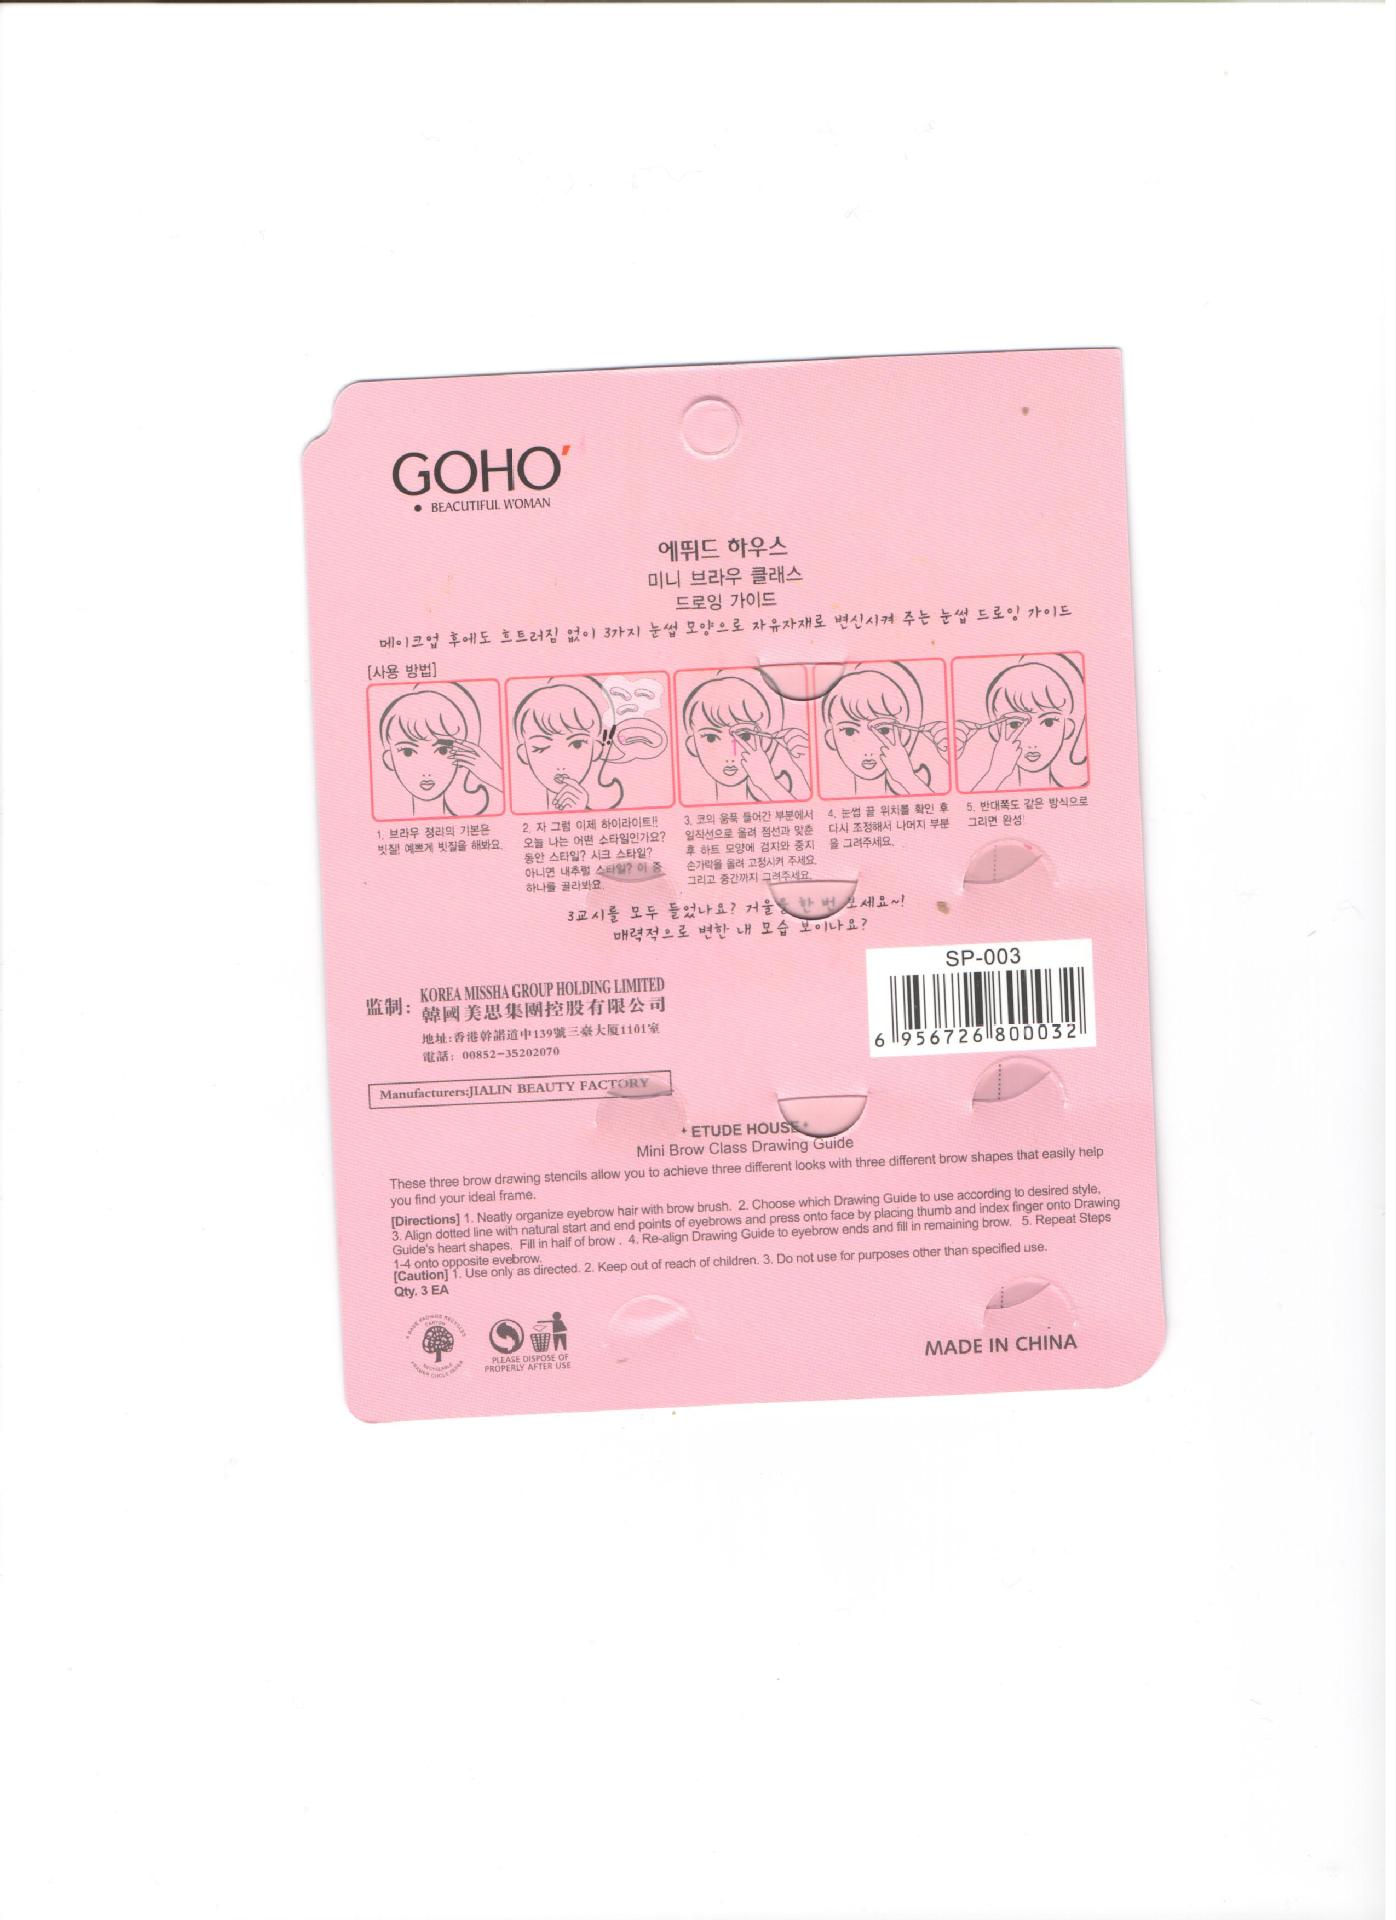 GOHO'
• BEACUTIFUL WOMAN
에뛰드 하우스
미니 브라우 클래스
드로잉 가이드
메이크업 후에도 흐트러짐 없이 3가지 눈썹 모양으로 자유자재로 변신시켜 주는 눈썹 드로잉 가이드
[사용 방법]
!!
1. 브라우 정리의 기본은
빗질! 예쁘게 빗질을 해봐요.
2. 자 그럼 이제 하이라이트!!
오늘 나는 어떤 스타일인가요?
동안 스타일? 시크 스타일?
아니면 내추럴 스타일? 이 중
하나를 골라봐요.
3. 코의 움푹 들어간 부분에서
일직선으로 올려 점선과 맞춘
후 하트 모양에 검지와 중지
손가락을 올려 고정시켜 주세요.
그리고 중간까지 그려주세요.
4. 눈썹 끝 위치를 확인 후
다시 조정해서 나머지 부분
을 그려주세요.
5. 반대쪽도 같은 방식으로
그리면 완성!
3교시를 모두 들었나요? 거울을 한 번 보세요~!
매력적으로 변한 내 모습 보이나요?
SP-003
6 956726 800032
监制: KOREA MISSHA GROUP HOLDING LIMITED
韓國美思集團控股有限公司
地址:香港幹諾道中139號三臺大厦1101室
電話: 00852-35202070
Manufacturers:JIALIN BEAUTY FACTORY
+ ETUDE HOUSE +
Mini Brow Class Drawing Guide
These three brow drawing stencils allow you to achieve three different looks with three different brow shapes that easily help
you find your ideal frame.
[Directions] 1. Neatly organize eyebrow hair with brow brush. 2. Choose which Drawing Guide to use according to desired style,
3. Align dotted line with natural start and end points of eyebrows and press onto face by placing thumb and index finger onto Drawing
Guide's heart shapes. Fill in half of brow . 4. Re-align Drawing Guide to eyebrow ends and fill in remaining brow. 5. Repeat Steps
1-4 onto opposite eyebrow.
[Caution] 1. Use only as directed. 2. Keep out of reach of children. 3. Do not use for purposes other than specified use.
Qty. 3 EA
PLEASE DISPOSE OF
PROPERLY AFTER USE
MADE IN CHINA